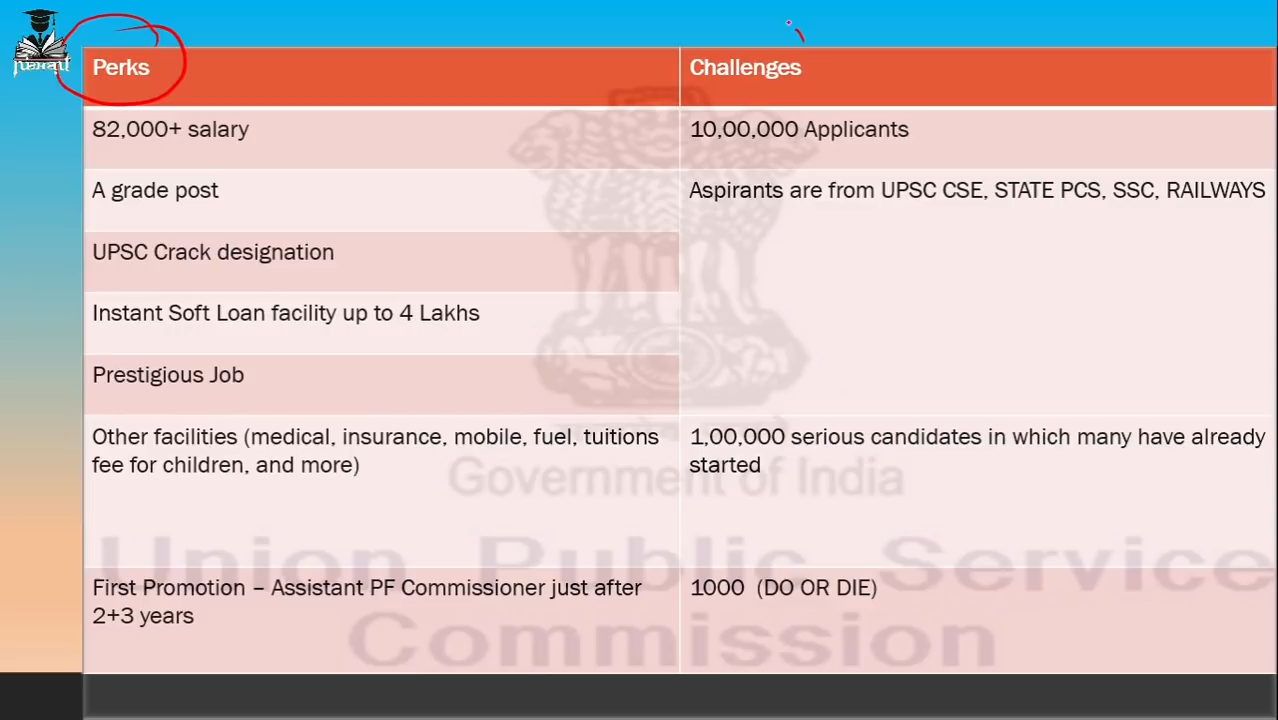 Perks
Challenges
82,000+ salary
10,00,000 Applicants
A grade post
Aspirants are from UPSC CSE, STATE PCS, SSC, RAILWAYS
UPSC Crack designation
Instant Soft Loan facility up to 4 Lakhs
Prestigious Job
Other facilities (medical, insurance, mobile, fuel, tuitions
fee for children, and more)
1,00,000 serious candidates in which many have already
started
First Promotion – Assistant PF Commissioner just after
2+3 years
1000 (DO OR DIE)
Government of India
Union Public Service
Commission